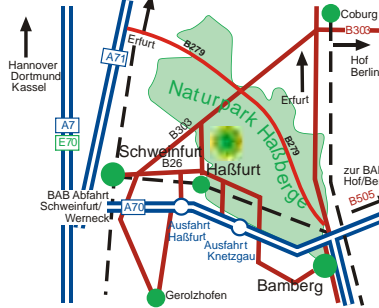 Coburg
B303
Erfurt
B279
A71
Hof
Berlin
Hannover
Dortmund
Kassel
Naturpark Haßberge
Erfurt
A7
E70
B303
B279
Schweinfurt
B26
Haßfurt
zur BAB
Hof/Be
B505
BAB Abfahrt
Schweinfurt/
Werneck
A70
Ausfahrt
Haßfurt
Ausfahrt
Knetzgau
Bamberg
Gerolzhofen